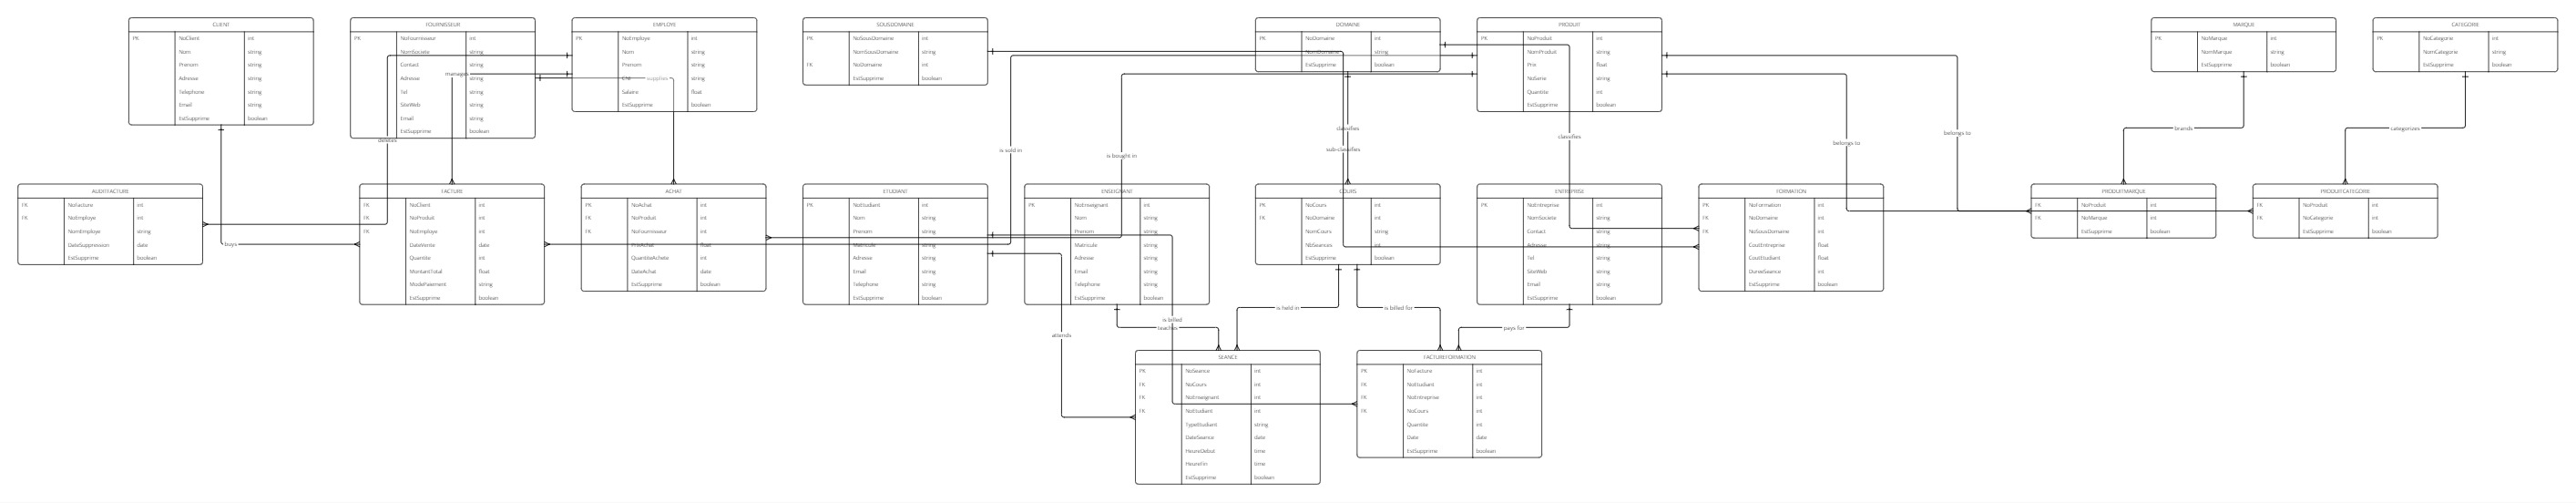 CLIENT
PK NoClient int
Nom string
Prenom string
Adresse string
Telephone string
Email string
EstSupprime boolean
FOURNISSEUR
PK NoFournisseur int
NomSociete string
Contact string
Adresse string
Tel string
SiteWeb string
Email string
EstSupprime boolean
EMPLOYE
PK NoEmploye int
Nom string
Prenom string
string
Salaire float
EstSupprime boolean
SOUSDOMAINE
PK NoSousDomaine int
NomSousDomaine string
FK NoDomaine int
EstSupprime boolean
DOMAINE
PK NoDomaine int
NomDomaine string
EstSupprime boolean
PRODUIT
PK NoProduit int
NomProduit string
Prix float
NoSerie string
Quantite int
EstSupprime boolean
MARQUE
PK NoMarque int
NomMarque string
EstSupprime boolean
CATEGORIE
PK NoCategorie int
NomCategorie string
EstSupprime boolean
manages
supplies
deletes
is sold in
is bought in
classifies
sub-classifies
classifies
belongs to
belongs to
brands
categorizes
AUDITFACTURE
FK NoFacture int
FK NoEmploye int
NomEmploye string
DateSuppression date
EstSupprime boolean
buys
FACTURE
FK NoClient int
FK NoProduit int
FK NoEmploye int
DateVente date
Quantite int
MontantTotal float
ModePaiement string
EstSupprime boolean
ACHAT
PK NoAchat int
FK NoProduit int
FK NoFournisseur int
PrixAchat float
QuantiteAchete int
DateAchat date
EstSupprime boolean
ETUDIANT
PK NoEtudiant int
Nom string
Prenom string
Matricule string
Adresse string
Email string
Telephone string
EstSupprime boolean
ENSEIGNANT
PK NoEnseignant int
Nom string
Prenom string
Matricule string
Adresse string
Email string
Telephone string
EstSupprime boolean
COURS
PK NoCours int
FK NoDomaine int
NomCours string
NbSeances int
EstSupprime boolean
ENTREPRISE
PK NoEntreprise int
NomSociete string
Contact string
Adresse string
Tel string
SiteWeb string
Email string
EstSupprime boolean
FORMATION
PK NoFormation int
FK NoDomaine int
FK NoSousDomaine int
CoutEntreprise float
CoutEtudiant float
DureeSeance int
EstSupprime boolean
PRODUITMARQUE
FK NoProduit int
FK NoMarque int
EstSupprime boolean
PRODUITCATEGORIE
FK NoProduit int
FK NoCategorie int
EstSupprime boolean
is held in
is billed for
is billed
teaches
pays for
attends
SEANCE
PK NoSeance int
FK NoCours int
FK NoEnseignant int
FK NoEtudiant int
TypeEtudiant string
DateSeance date
HeureDebut time
HeureFin time
EstSupprime boolean
FACTUREFORMATION
PK NoFacture int
FK NoEtudiant int
FK NoEntreprise int
FK NoCours int
Quantite int
Date date
EstSupprime boolean